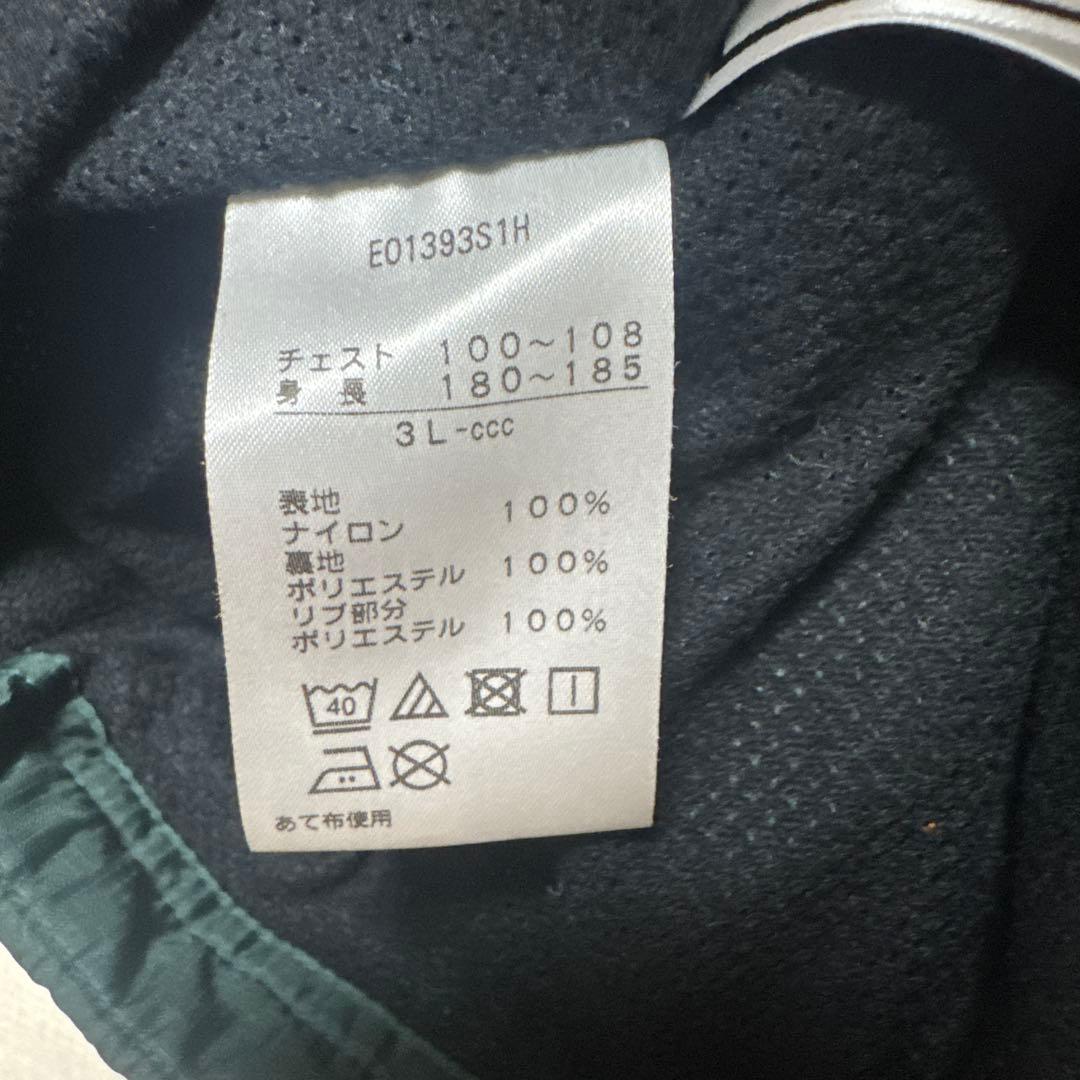 E01393S1H
チェスト 100～108
身長 180～185
3L-ccc
表地
ナイロン 100%
裏地
ポリエステル 100%
リブ部分
ポリエステル 100%
40
あて布使用